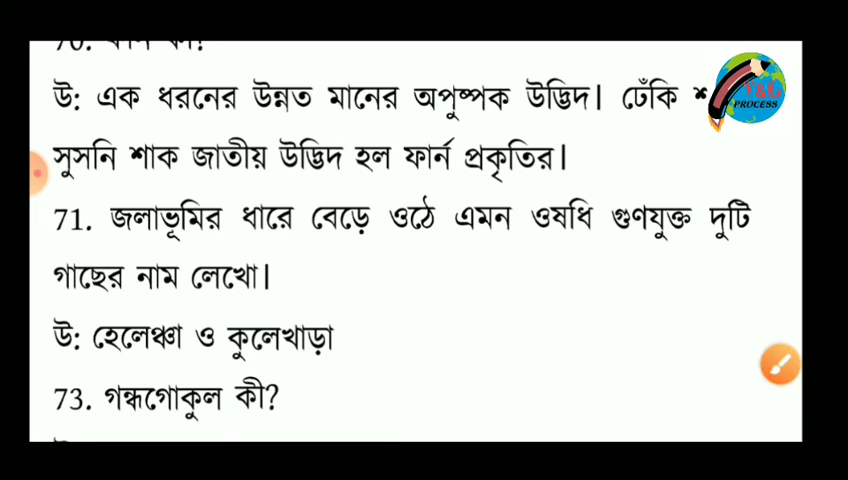 উ: এক ধরনের উন্নত মানের অপুষ্পক উদ্ভিদ। ঢেঁকি
সুসনি শাক জাতীয় উদ্ভিদ হল ফার্ন প্রকৃতির।
71. জলাভূমির ধারে বেড়ে ওঠে এমন ওষধি গুণযুক্ত দুটি
গাছের নাম লেখো।
উ: হেলেঞ্চা ও কুলেখাড়া
73. গন্ধগোকুল কী?
PROCESS